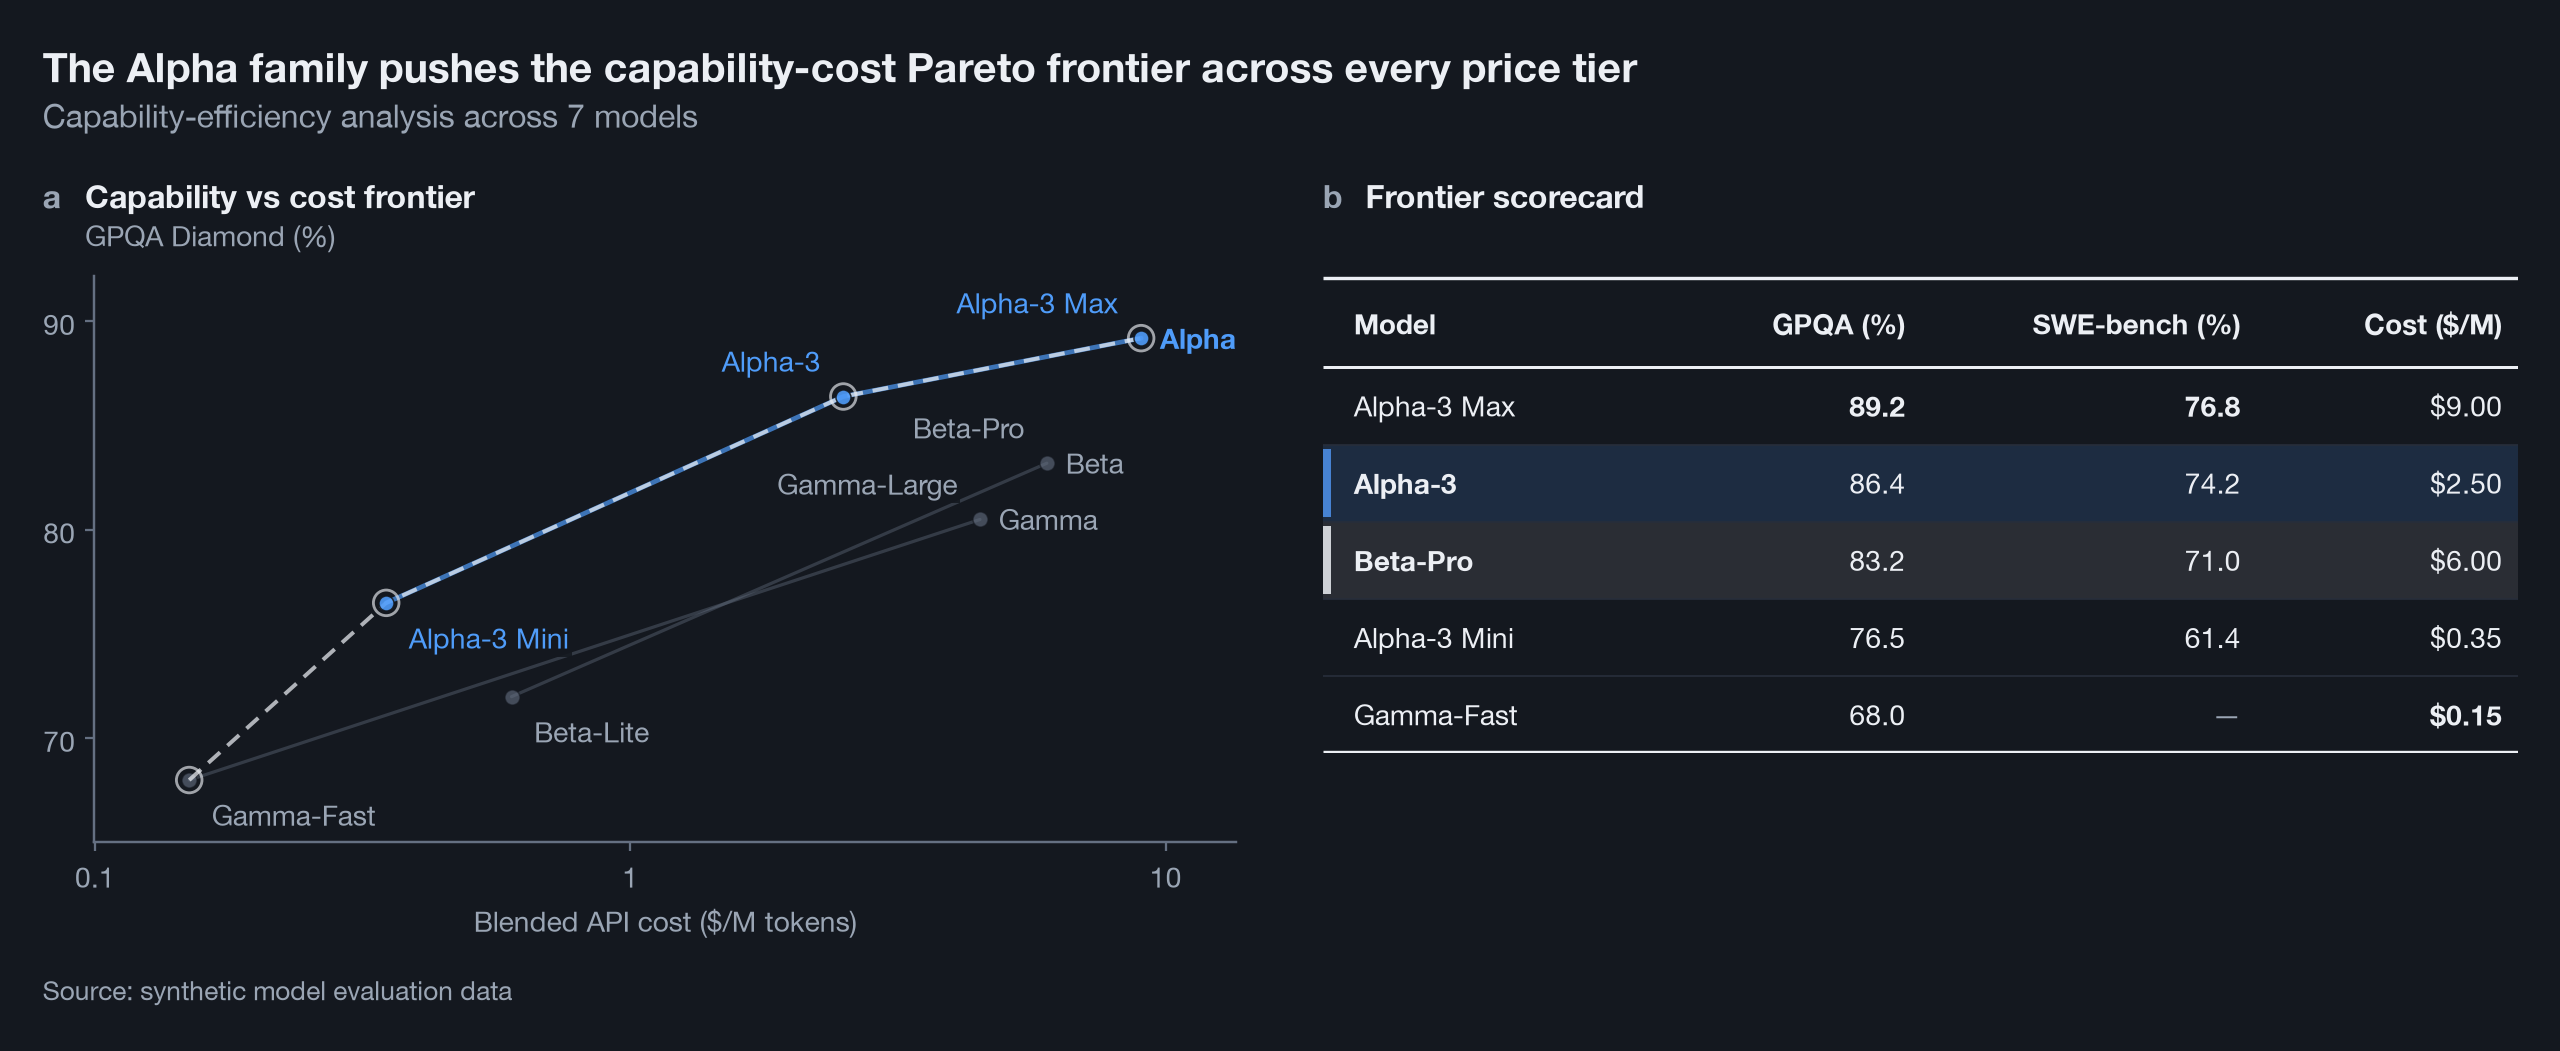 The Alpha family pushes the capability-cost Pareto frontier across every price tier
Capability-efficiency analysis across 7 models
a Capability vs cost frontier
GPQA Diamond (%)
90
80
70
Alpha-3 Max
Alpha
Alpha-3
Beta-Pro
Beta
Gamma-Large
Gamma
Alpha-3 Mini
Beta-Lite
Gamma-Fast
0.1 1 10
Blended API cost ($/M tokens)
b Frontier scorecard
Model GPQA (%) SWE-bench (%) Cost ($/M)
Alpha-3 Max 89.2 76.8 $9.00
Alpha-3 86.4 74.2 $2.50
Beta-Pro 83.2 71.0 $6.00
Alpha-3 Mini 76.5 61.4 $0.35
Gamma-Fast 68.0 — $0.15
Source: synthetic model evaluation data